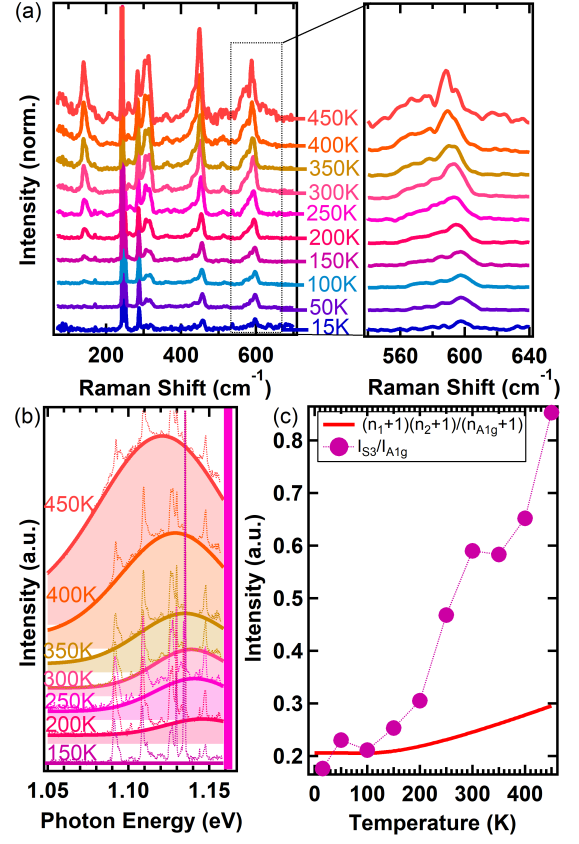 (a)
Intensity (norm.)
450K
400K
350K
300K
250K
200K
150K
100K
50K
15K
200 400 600
560 600 640
Raman Shift (cm⁻¹)
Raman Shift (cm⁻¹)
(b)
Intensity (a.u.)
450K
400K
350K
300K
250K
200K
150K
1.05 1.10 1.15
Photon Energy (eV)
(c)
(n₁+1)(n₂+1)/(n_A1g+1)
I_S3/I_A1g
Intensity (a.u.)
0.8
0.7
0.6
0.5
0.4
0.3
0.2
0 100 200 300 400
Temperature (K)